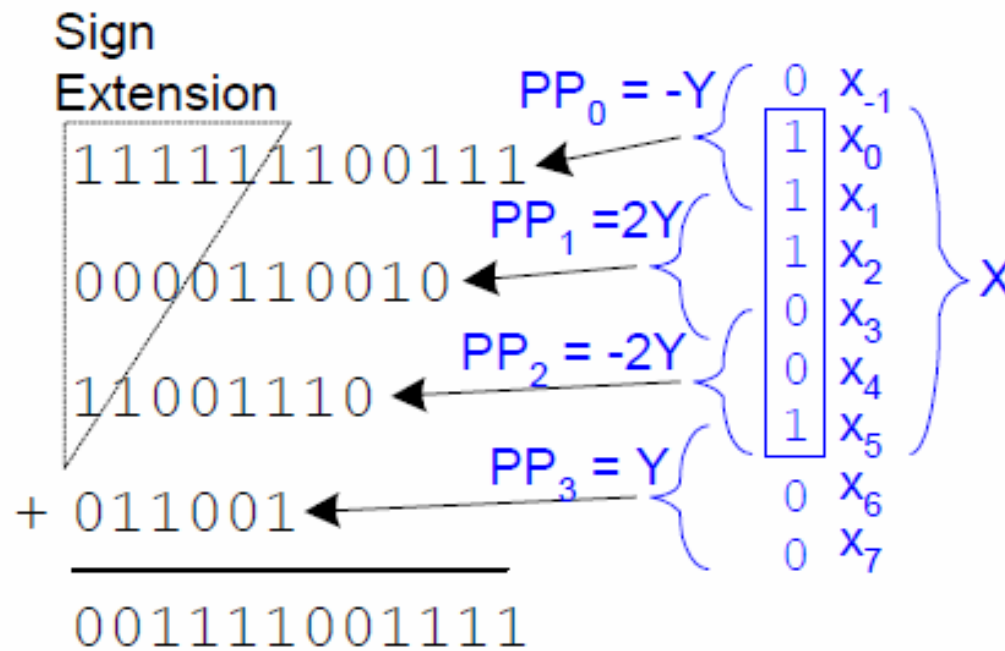 Sign
Extension
PP₀ = -Y
0 x₋₁
111111100111
1 x₀
1 x₁
PP₁ =2Y
1 x₂
0000110010
0 x₃
X
PP₂ = -2Y
0 x₄
11001110
1 x₅
PP₃ = Y
0 x₆
+ 011001
0 x₇
001111001111